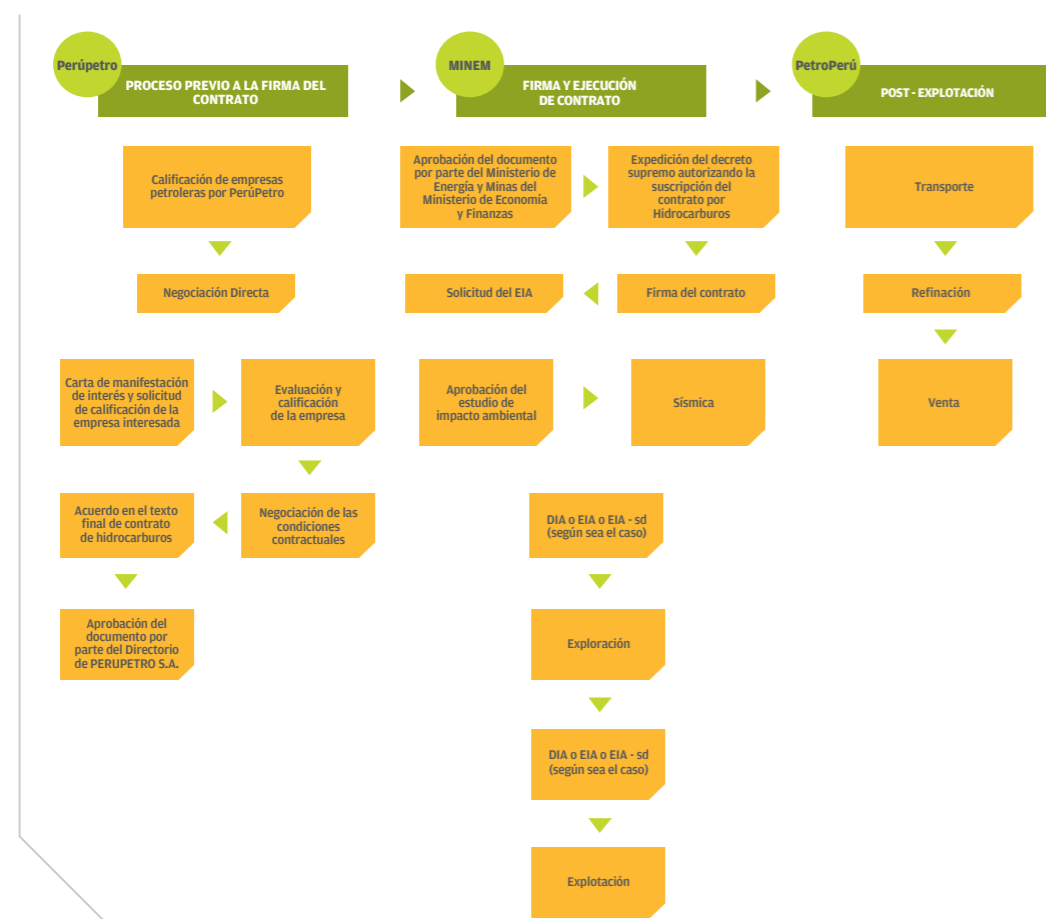 Perúpetro
PROCESO PREVIO A LA FIRMA DEL
CONTRATO
MINEM
FIRMA Y EJECUCIÓN
DE CONTRATO
PetroPerú
POST - EXPLOTACIÓN
Calificación de empresas
petroleras por PerúPetro
Negociación Directa
Carta de manifestación
de interés y solicitud
de calificación de la
empresa interesada
Evaluación y
calificación
de la empresa
Negociación de las
condiciones
contractuales
Acuerdo en el texto
final de contrato
de hidrocarburos
Aprobación del
documento por
parte del Directorio
de PERUPETRO S.A.
Aprobación del documento
por parte del Ministerio de
Energía y Minas del
Ministerio de Economía
y Finanzas
Expedición del decreto
supremo autorizando la
suscripción del
contrato por
Hidrocarburos
Firma del contrato
Solicitud del EIA
Aprobación del
estudio de
impacto ambiental
Sísmica
DIA o EIA o EIA - sd
(según sea el caso)
Exploración
DIA o EIA o EIA - sd
(según sea el caso)
Explotación
Transporte
Refinación
Venta